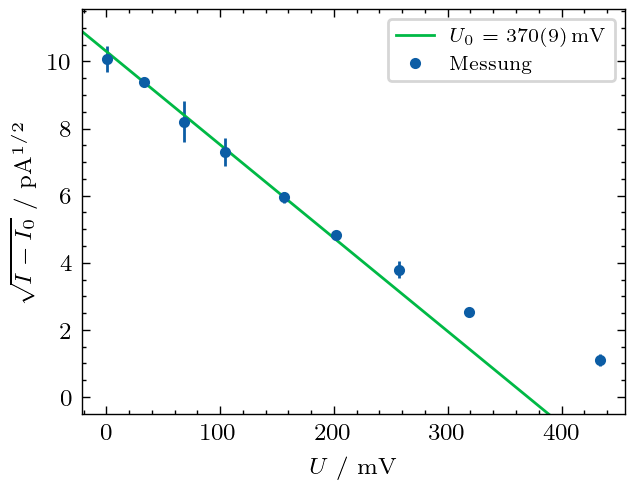 U₀ = 370(9) mV
Messung
√(I − I₀) / pA^1/2
10
8
6
4
2
0
0 100 200 300 400
U / mV